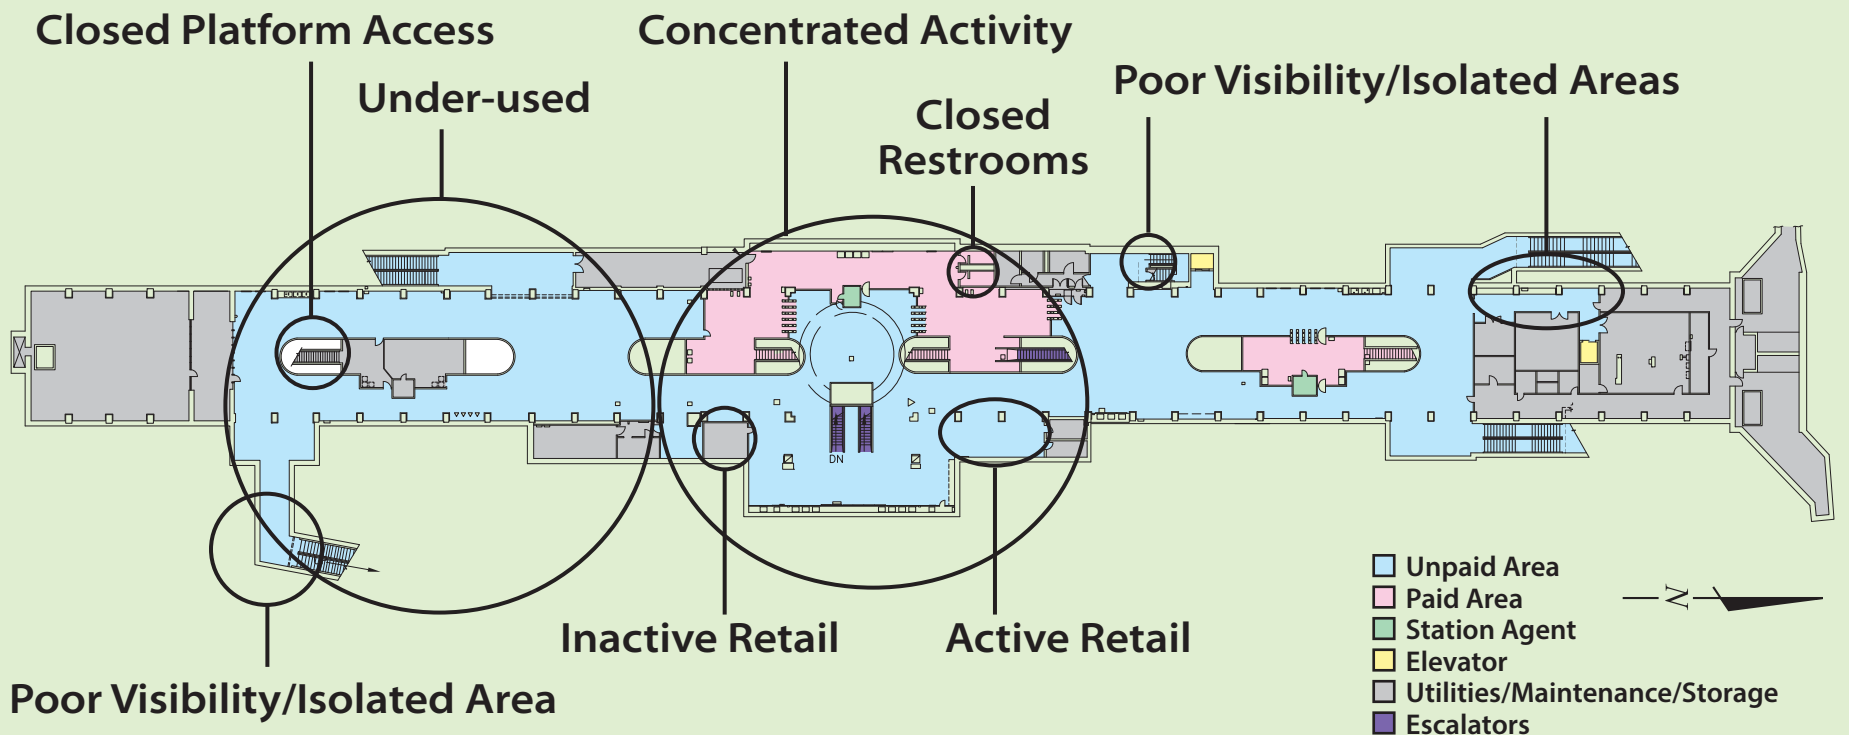 Closed Platform Access
Under-used
Concentrated Activity
Closed
Restrooms
Poor Visibility/Isolated Areas
DN
Inactive Retail
Active Retail
Poor Visibility/Isolated Area
Unpaid Area
Paid Area
Station Agent
Elevator
Utilities/Maintenance/Storage
Escalators
N